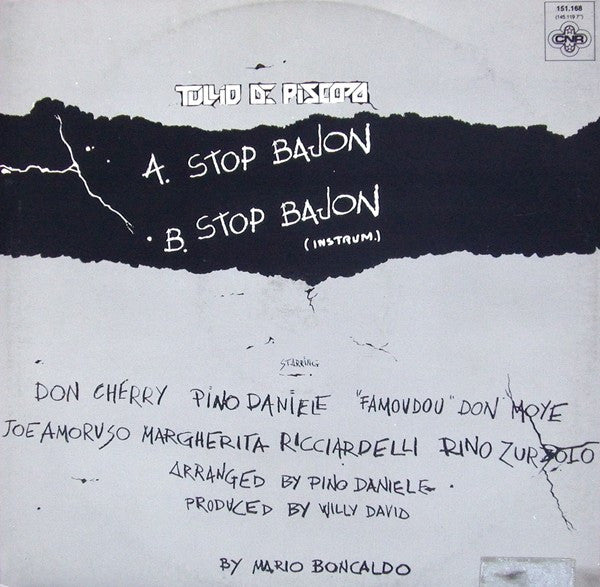 151.168
(145.119 7")
CNR
TULLIO DE PISCOPO
A. STOP BAJON
B. STOP BAJON
(INSTRUM.)
STARRING
DON CHERRY PINO DANIELE "FAMOUDOU" DON MOYE
JOE AMORUSO MARGHERITA RICCIARDELLI RINO ZURZOLO
ARRANGED BY PINO DANIELE.
PRODUCED BY WILLY DAVID
BY MARIO BONCALDO